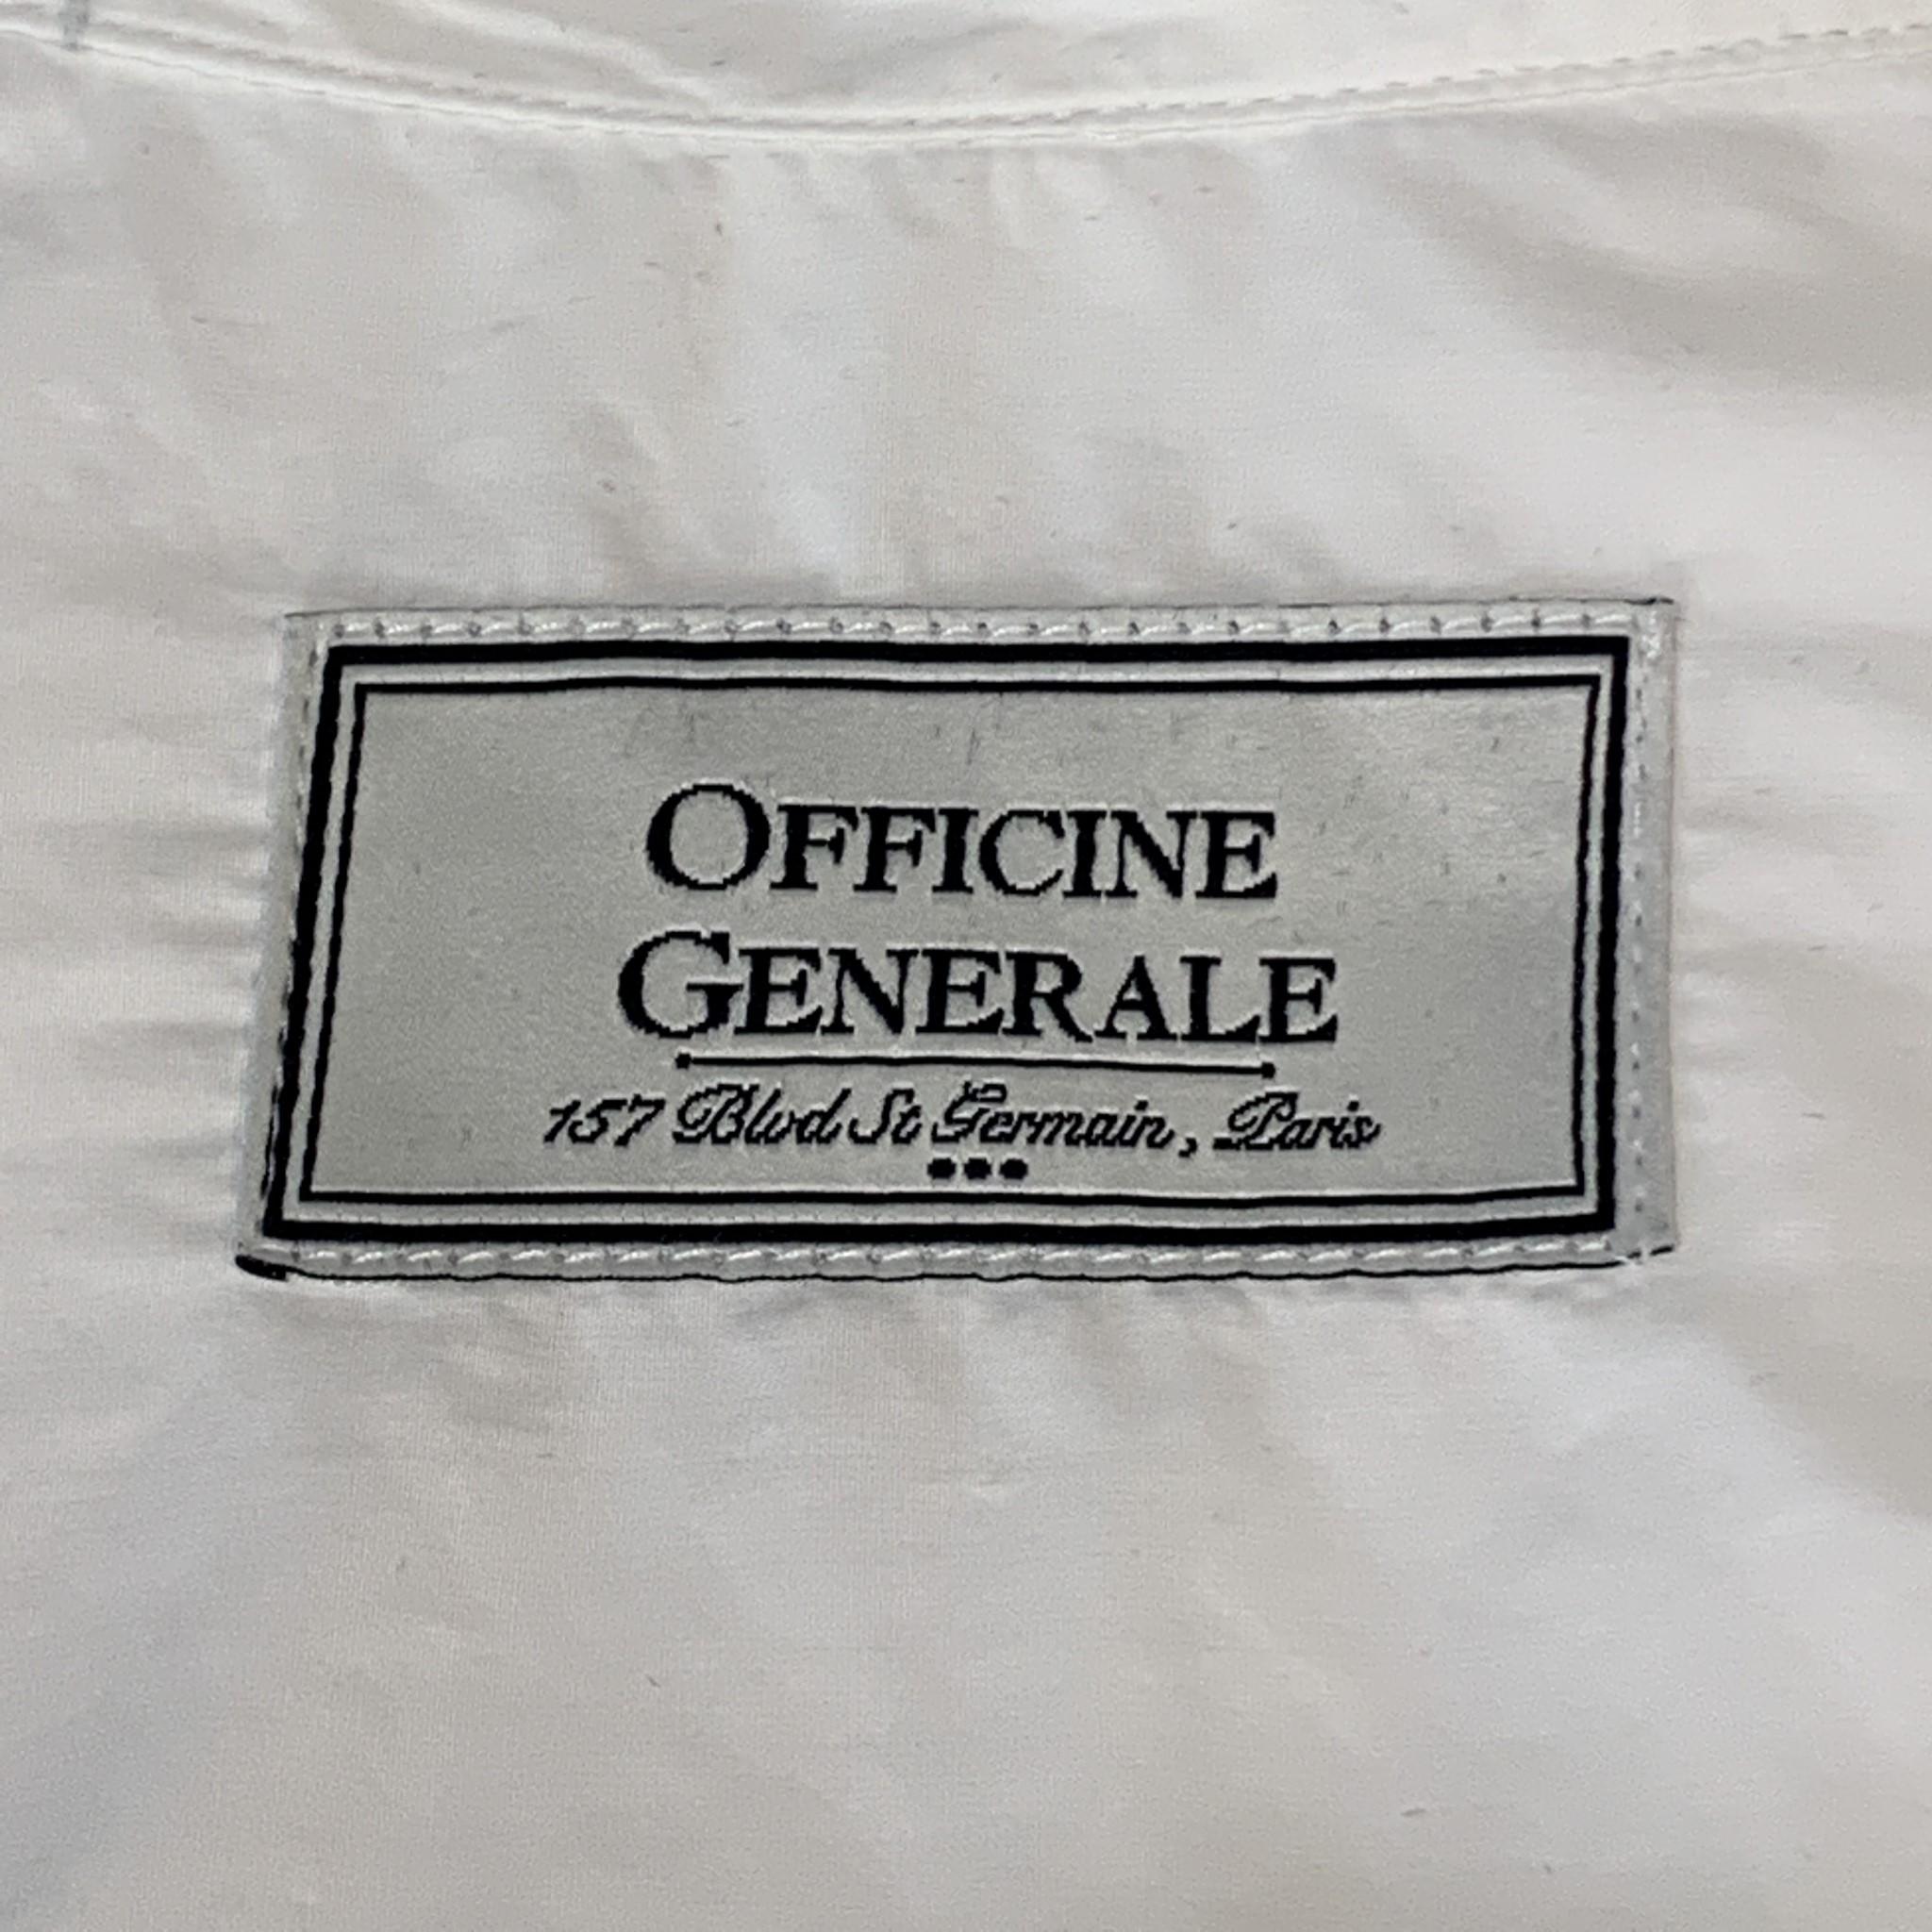 OFFICINE
GENERALE
157 Blvd St Germain, Paris